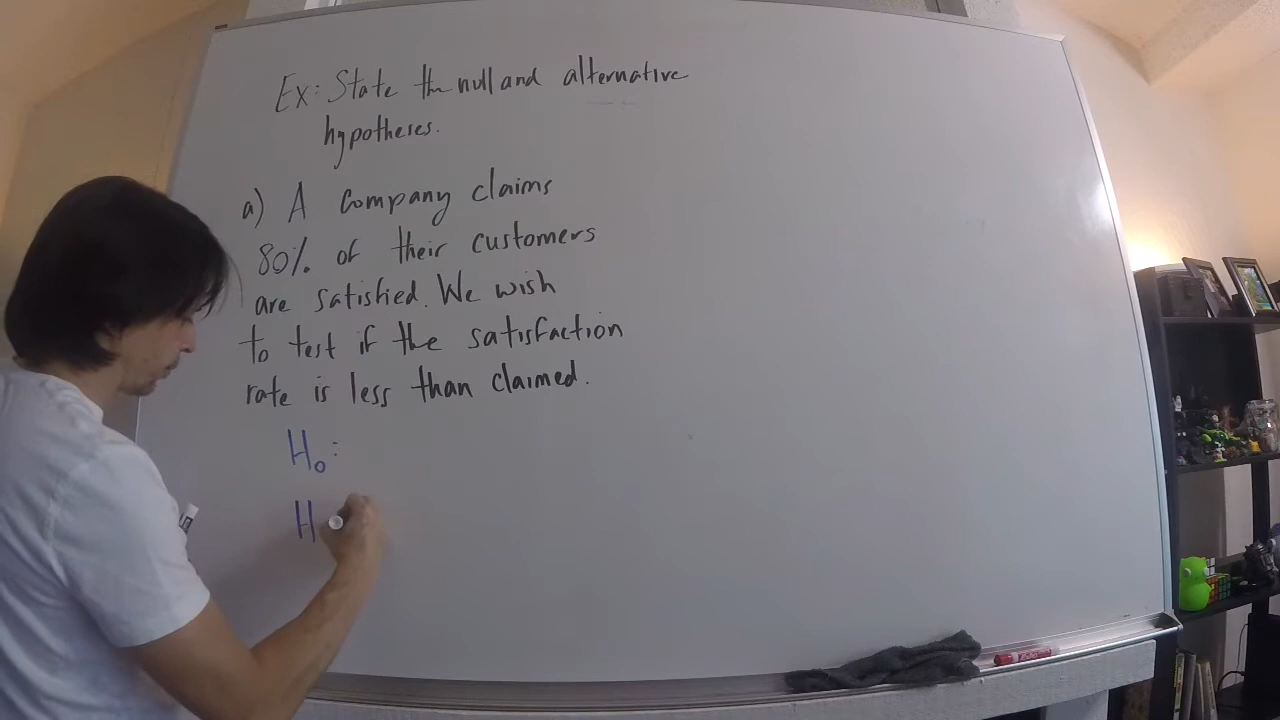 Ex: State the null and alternative
hypotheses.
a) A company claims
80% of their customers
are satisfied. We wish
to test if the satisfaction
rate is less than claimed.
H₀:
H